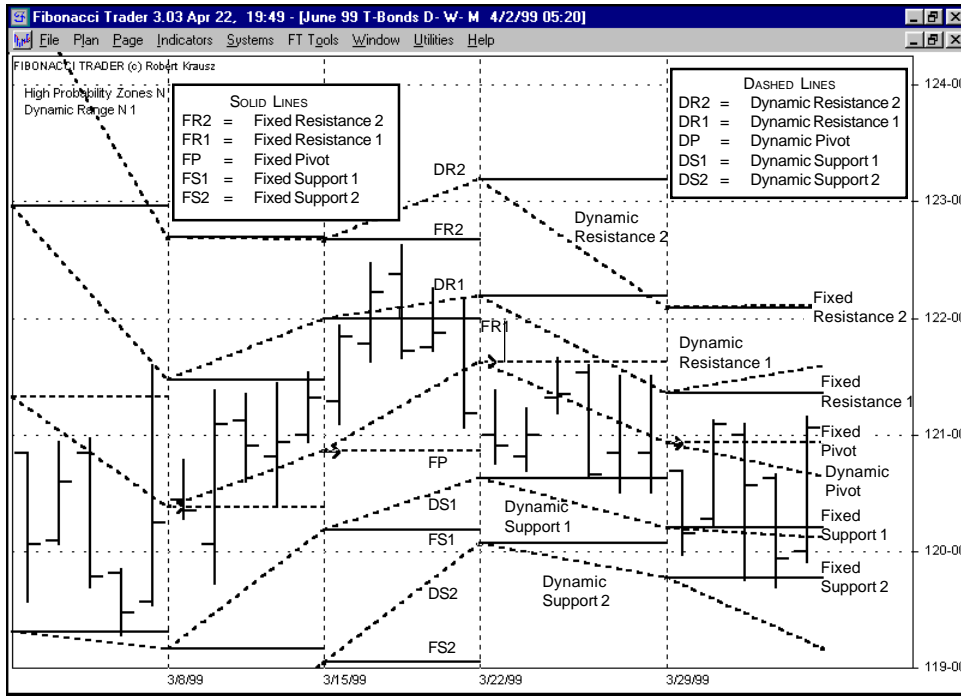 Fibonacci Trader 3.03 Apr 22, 19:49 - [June 99 T-Bonds D- W- M 4/2/99 05:20]
File Plan Page Indicators Systems FT Tools Window Utilities Help
FIBONACCI TRADER (c) Robert Krausz
High Probability Zones N
Dynamic Range N 1
SOLID LINES
FR2 = Fixed Resistance 2
FR1 = Fixed Resistance 1
FP = Fixed Pivot
FS1 = Fixed Support 1
FS2 = Fixed Support 2
DASHED LINES
DR2 = Dynamic Resistance 2
DR1 = Dynamic Resistance 1
DP = Dynamic Pivot
DS1 = Dynamic Support 1
DS2 = Dynamic Support 2
124-00
123-00
122-00
121-00
120-00
119-00
DR2
FR2
DR1
FR1
FP
DS1
FS1
DS2
FS2
Dynamic
Resistance 2
Dynamic
Resistance 1
Dynamic
Support 1
Dynamic
Support 2
Fixed
Resistance 2
Fixed
Resistance 1
Fixed
Pivot
Dynamic
Pivot
Fixed
Support 1
Fixed
Support 2
3/8/99
3/15/99
3/22/99
3/29/99